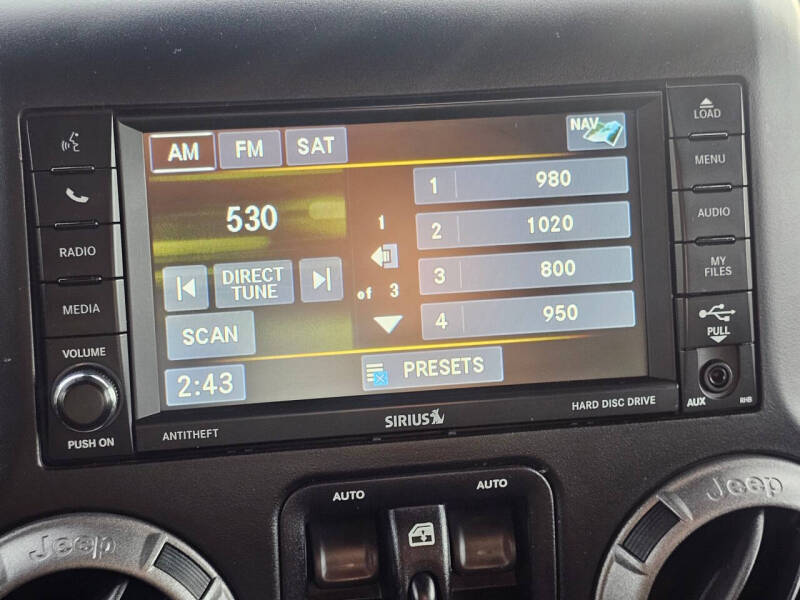 RADIO
MEDIA
VOLUME
PUSH ON
AM FM SAT
NAV
530
DIRECT
TUNE
SCAN
2:43
1
of 3
1 980
2 1020
3 800
4 950
PRESETS
ANTITHEFT
SIRIUS
HARD DISC DRIVE
LOAD
MENU
AUDIO
MY
FILES
PULL
AUX
RHB
AUTO
AUTO
Jeep
Jeep